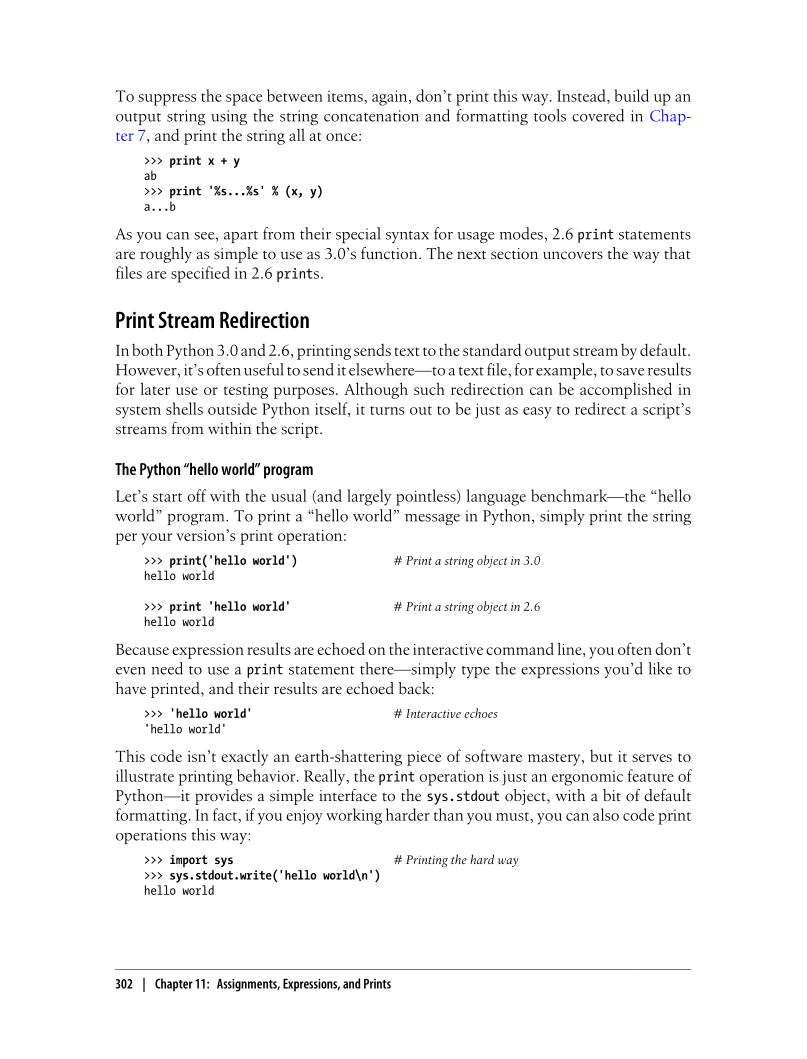 To suppress the space between items, again, don’t print this way. Instead, build up an
output string using the string concatenation and formatting tools covered in Chap-
ter 7, and print the string all at once:
>>> print x + y
ab
>>> print '%s...%s' % (x, y)
a...b
As you can see, apart from their special syntax for usage modes, 2.6 print statements
are roughly as simple to use as 3.0’s function. The next section uncovers the way that
files are specified in 2.6 prints.
Print Stream Redirection
In both Python 3.0 and 2.6, printing sends text to the standard output stream by default.
However, it’s often useful to send it elsewhere—to a text file, for example, to save results
for later use or testing purposes. Although such redirection can be accomplished in
system shells outside Python itself, it turns out to be just as easy to redirect a script’s
streams from within the script.
The Python “hello world” program
Let’s start off with the usual (and largely pointless) language benchmark—the “hello
world” program. To print a “hello world” message in Python, simply print the string
per your version’s print operation:
>>> print('hello world') # Print a string object in 3.0
hello world
>>> print 'hello world' # Print a string object in 2.6
hello world
Because expression results are echoed on the interactive command line, you often don’t
even need to use a print statement there—simply type the expressions you’d like to
have printed, and their results are echoed back:
>>> 'hello world' # Interactive echoes
'hello world'
This code isn’t exactly an earth-shattering piece of software mastery, but it serves to
illustrate printing behavior. Really, the print operation is just an ergonomic feature of
Python—it provides a simple interface to the sys.stdout object, with a bit of default
formatting. In fact, if you enjoy working harder than you must, you can also code print
operations this way:
>>> import sys # Printing the hard way
>>> sys.stdout.write('hello world\n')
hello world
302 | Chapter 11: Assignments, Expressions, and Prints